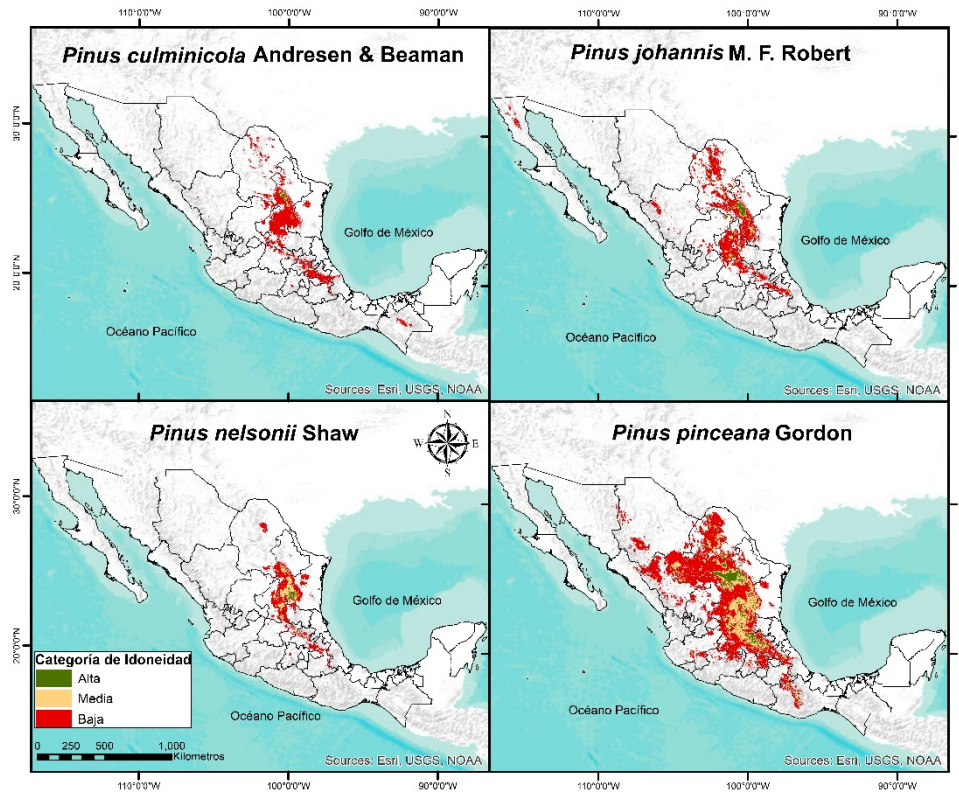 110°0'0"W 100°0'0"W 90°0'0"W 110°0'0"W 100°0'0"W 90°0'0"W
Pinus culminicola Andresen & Beaman
30°0'0"N
20°0'0"N
Golfo de México
Océano Pacífico
Sources: Esri, USGS, NOAA
Pinus johannis M. F. Robert
Golfo de México
Océano Pacífico
Sources: Esri, USGS, NOAA
Pinus nelsonii Shaw
N
W E
S
30°0'0"N
20°0'0"N
Golfo de México
Categoría de Idoneidad
Alta
Media
Baja
0 250 500 1,000
Kilometros
Océano Pacífico
Sources: Esri, USGS, NOAA
Pinus pinceana Gordon
Golfo de México
Océano Pacífico
Sources: Esri, USGS, NOAA
110°0'0"W 100°0'0"W 90°0'0"W 110°0'0"W 100°0'0"W 90°0'0"W